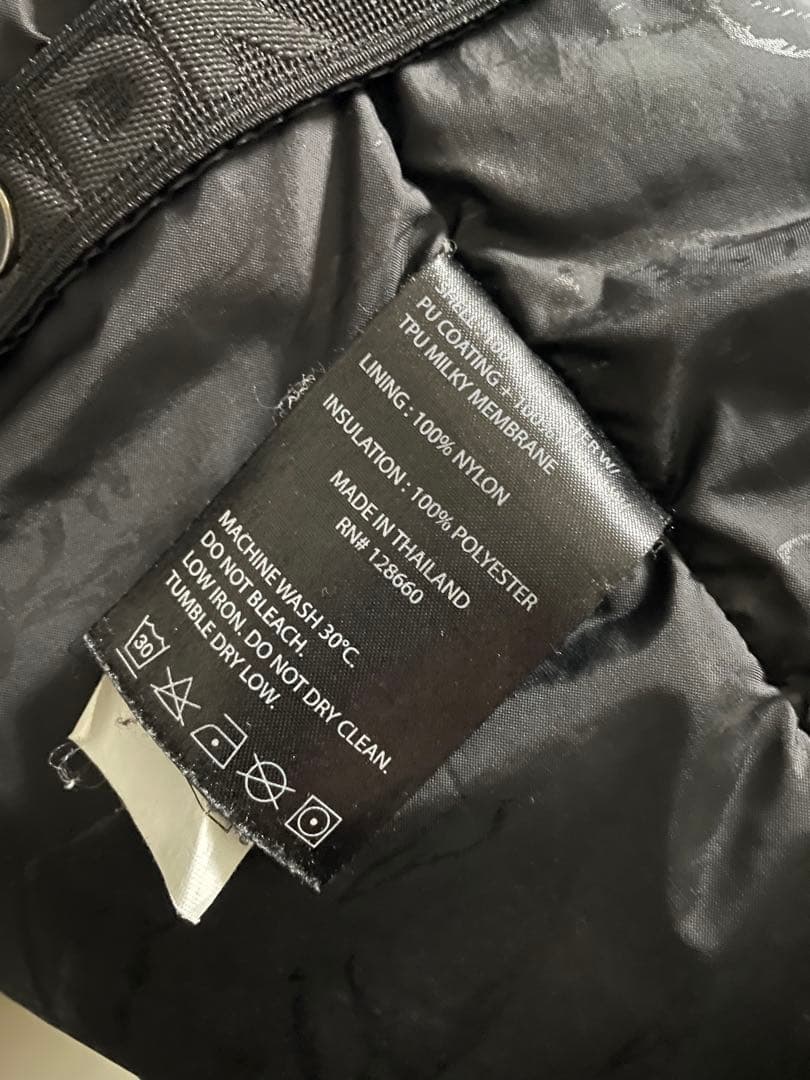 PU COATING + 100%
TPU MILKY MEMBRANE
LINING : 100% NYLON
INSULATION : 100% POLYESTER
MADE IN THAILAND
RN# 128660
MACHINE WASH 30°C.
DO NOT BLEACH.
LOW IRON. DO NOT DRY CLEAN.
TUMBLE DRY LOW.
30